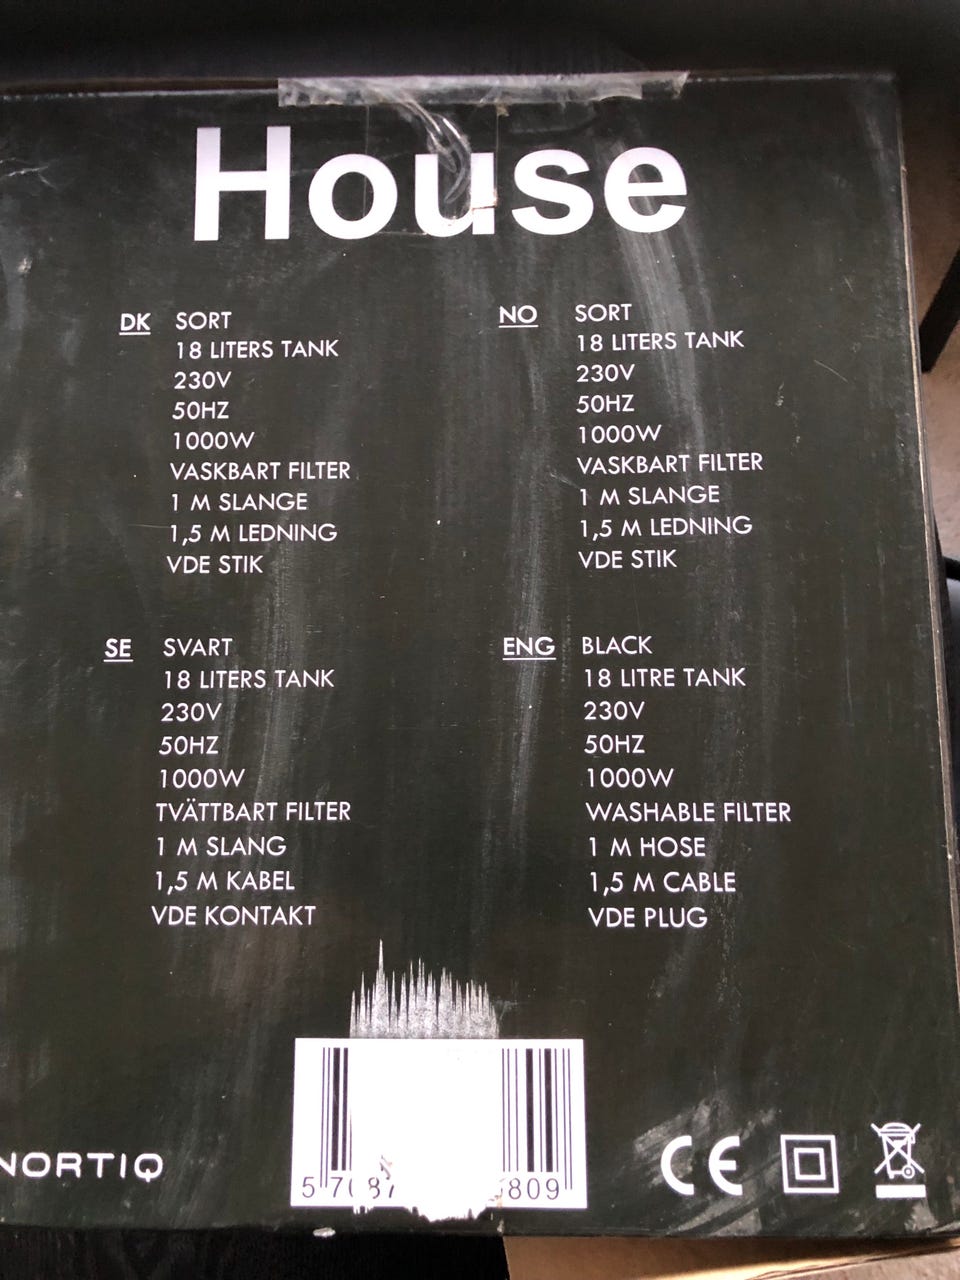 House
DK SORT
18 LITERS TANK
230V
50HZ
1000W
VASKBART FILTER
1 M SLANGE
1,5 M LEDNING
VDE STIK
NO SORT
18 LITERS TANK
230V
50HZ
1000W
VASKBART FILTER
1 M SLANGE
1,5 M LEDNING
VDE STIK
SE SVART
18 LITERS TANK
230V
50HZ
1000W
TVÄTTBART FILTER
1 M SLANG
1,5 M KABEL
VDE KONTAKT
ENG BLACK
18 LITRE TANK
230V
50HZ
1000W
WASHABLE FILTER
1 M HOSE
1,5 M CABLE
VDE PLUG
NORTIQ
809
CE